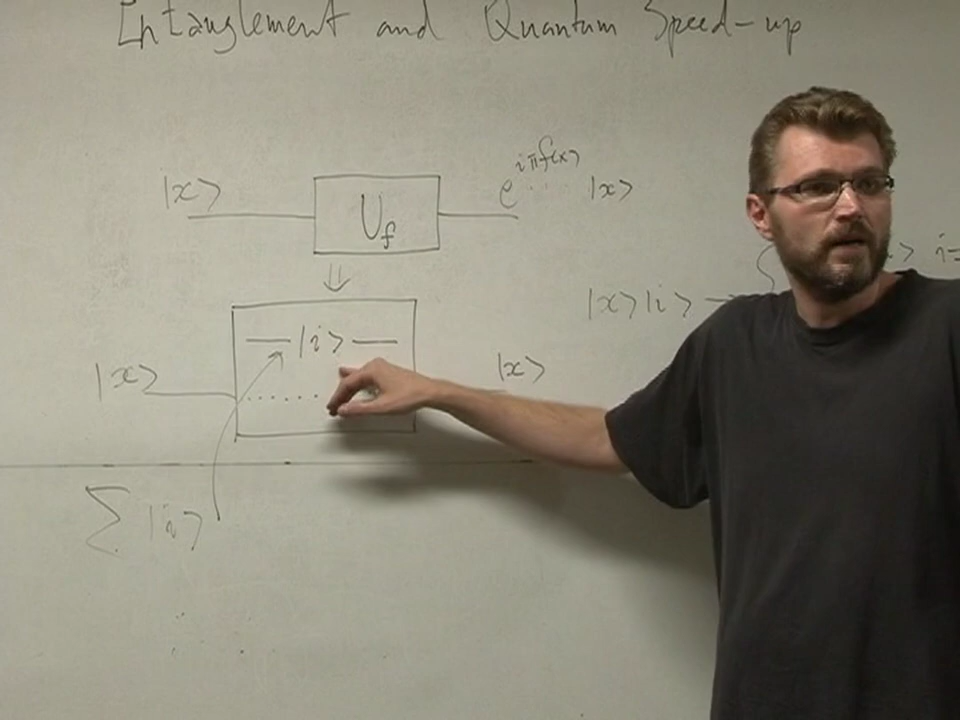 Entanglement and Quantum Speed-up
|x> U_f e^{iπf(x)} |x>
⇓
|x>|i> → { > i=
|i>
|x> |x>
∑ |i>